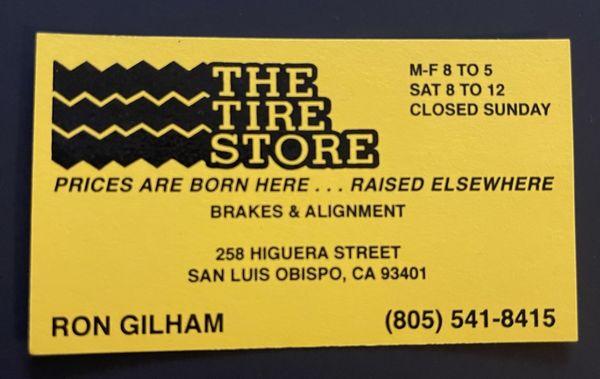 THE
TIRE
STORE
M-F 8 TO 5
SAT 8 TO 12
CLOSED SUNDAY
PRICES ARE BORN HERE . . . RAISED ELSEWHERE
BRAKES & ALIGNMENT
258 HIGUERA STREET
SAN LUIS OBISPO, CA 93401
RON GILHAM
(805) 541-8415